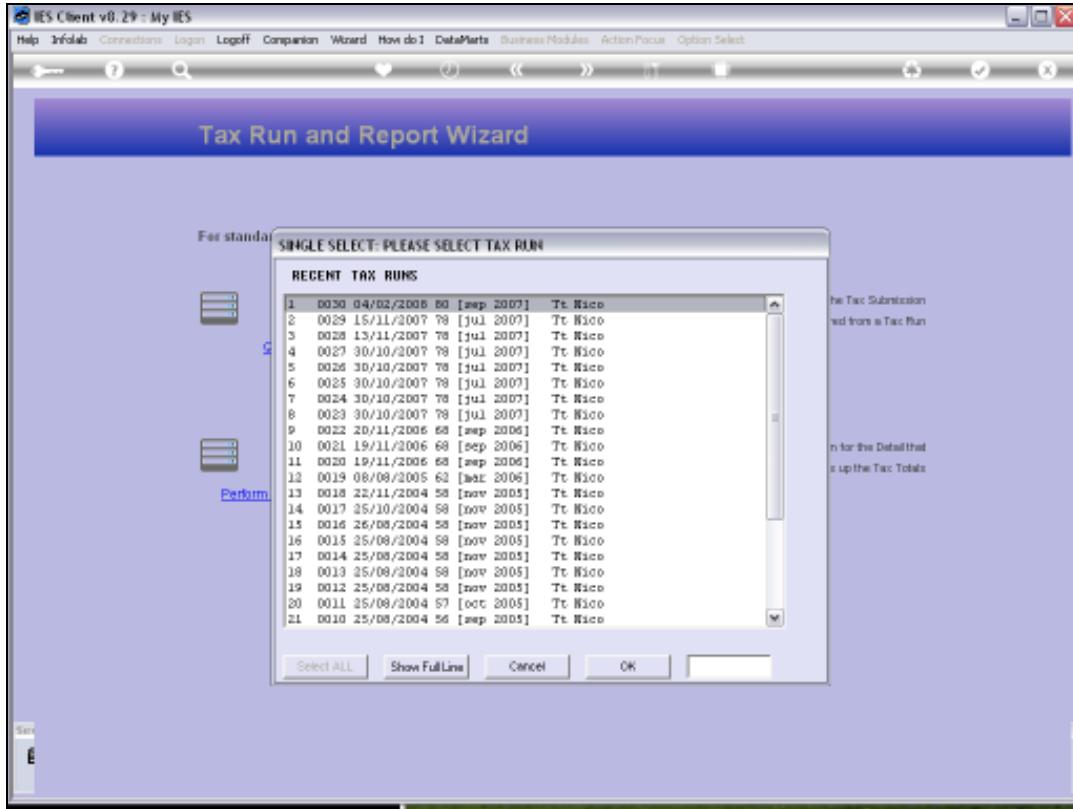 IES Client v8.29 : My IES
Help Infolab Connections Logon Logoff Companion Wizard How do I DataMarts Business Modules Action Focus Option Select
Tax Run and Report Wizard
For standa
SINGLE SELECT: PLEASE SELECT TAX RUN
RECENT TAX RUNS
1 0030 04/02/2008 80 [sep 2007] Tt Nico
2 0029 15/11/2007 78 [jul 2007] Tt Nico
3 0028 13/11/2007 78 [jul 2007] Tt Nico
4 0027 30/10/2007 78 [jul 2007] Tt Nico
5 0026 30/10/2007 78 [jul 2007] Tt Nico
6 0025 30/10/2007 78 [jul 2007] Tt Nico
7 0024 30/10/2007 78 [jul 2007] Tt Nico
8 0023 30/10/2007 78 [jul 2007] Tt Nico
9 0022 20/11/2006 68 [sep 2006] Tt Nico
10 0021 19/11/2006 68 [sep 2006] Tt Nico
11 0020 19/11/2006 68 [sep 2006] Tt Nico
12 0019 08/08/2005 62 [mar 2006] Tt Nico
13 0018 22/11/2004 58 [nov 2005] Tt Nico
14 0017 25/10/2004 58 [nov 2005] Tt Nico
15 0016 26/08/2004 58 [nov 2005] Tt Nico
16 0015 25/08/2004 58 [nov 2005] Tt Nico
17 0014 25/08/2004 58 [nov 2005] Tt Nico
18 0013 25/08/2004 58 [nov 2005] Tt Nico
19 0012 25/08/2004 58 [nov 2005] Tt Nico
20 0011 25/08/2004 57 [oct 2005] Tt Nico
21 0010 25/08/2004 56 [sep 2005] Tt Nico
he Tax Submission
red from a Tax Run
n for the Detail that
s up the Tax Totals
Perform
Select ALL Show Full Line Cancel OK